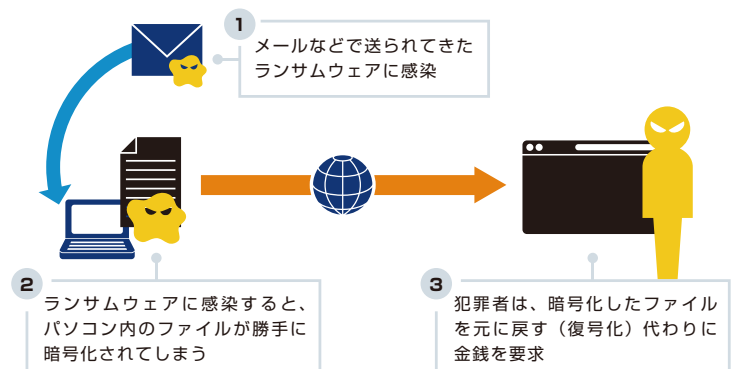 1
メールなどで送られてきた
ランサムウェアに感染
2
ランサムウェアに感染すると、
パソコン内のファイルが勝手に
暗号化されてしまう
3
犯罪者は、暗号化したファイル
を元に戻す（復号化）代わりに
金銭を要求